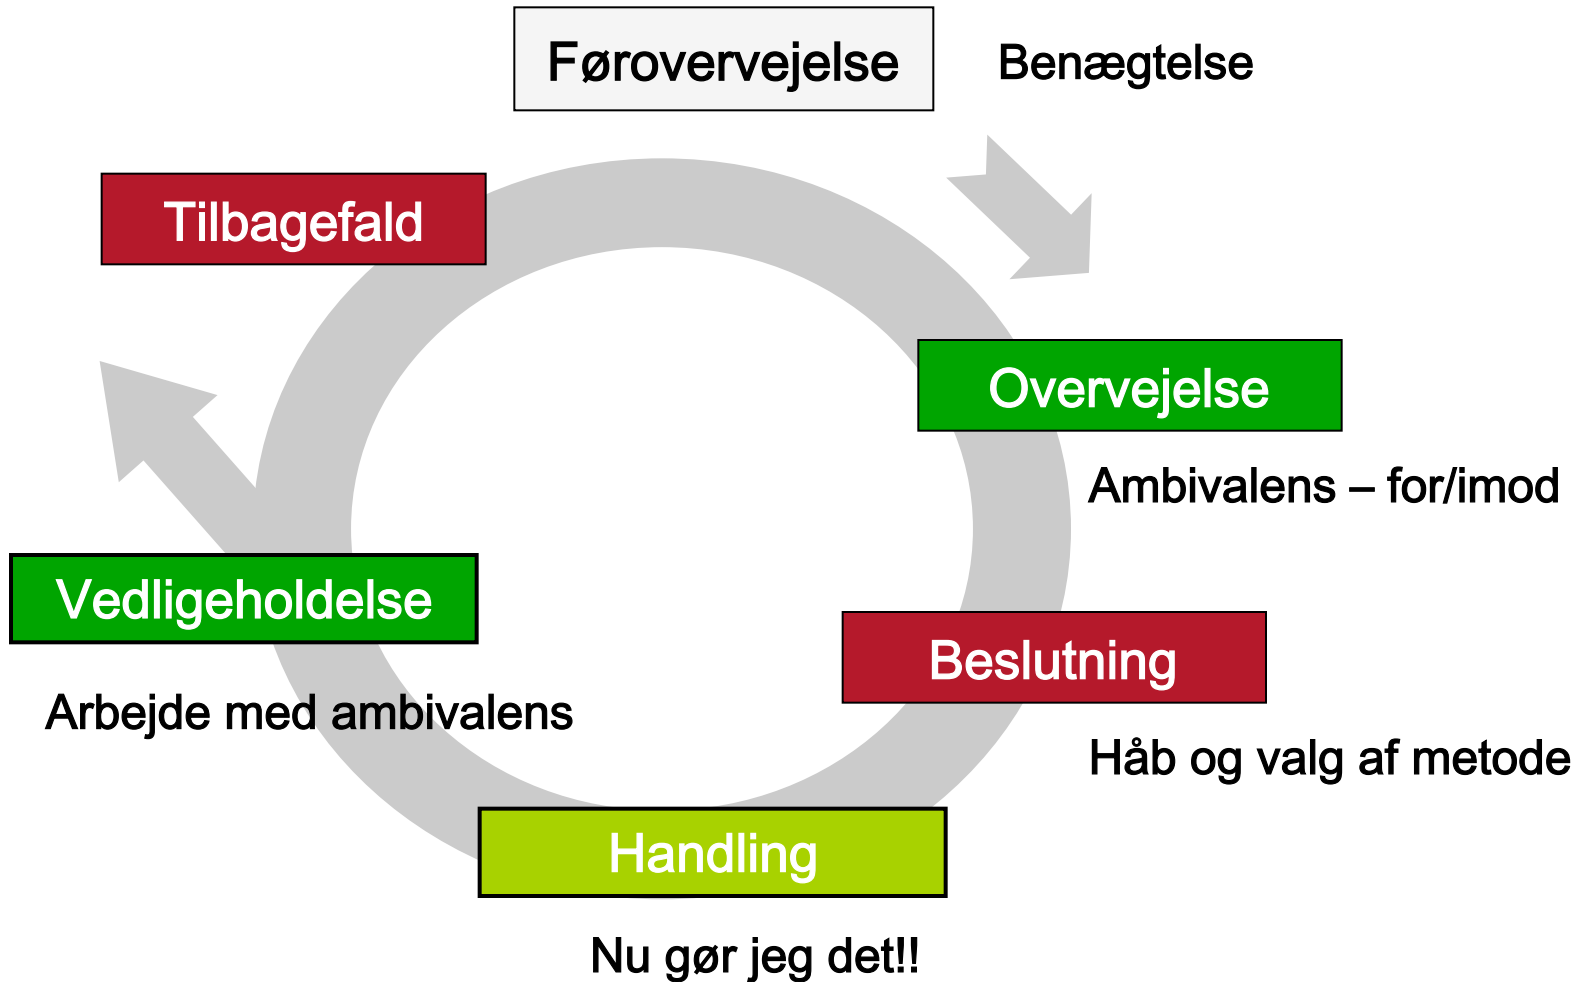 Førovervejelse
Benægtelse
Tilbagefald
Overvejelse
Ambivalens – for/imod
Vedligeholdelse
Beslutning
Arbejde med ambivalens
Håb og valg af metode
Handling
Nu gør jeg det!!